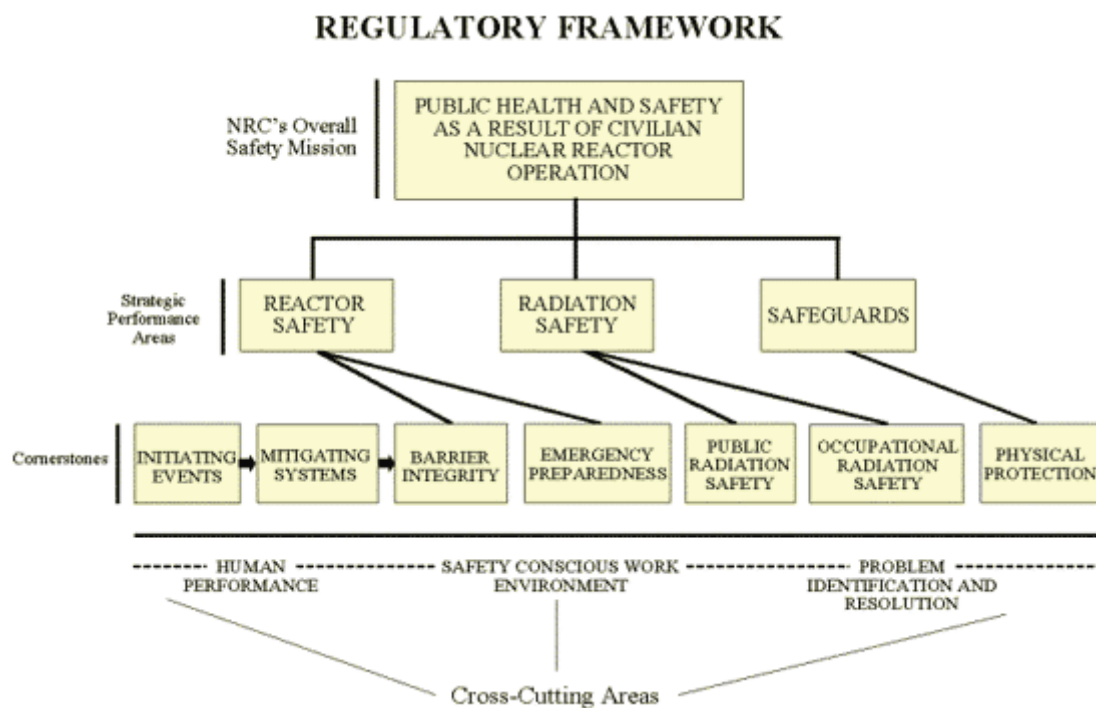 REGULATORY FRAMEWORK
NRC's Overall
Safety Mission
PUBLIC HEALTH AND SAFETY
AS A RESULT OF CIVILIAN
NUCLEAR REACTOR
OPERATION
Strategic
Performance
Areas
REACTOR
SAFETY
RADIATION
SAFETY
SAFEGUARDS
Cornerstones
INITIATING
EVENTS
MITIGATING
SYSTEMS
BARRIER
INTEGRITY
EMERGENCY
PREPAREDNESS
PUBLIC
RADIATION
SAFETY
OCCUPATIONAL
RADIATION
SAFETY
PHYSICAL
PROTECTION
HUMAN
PERFORMANCE
SAFETY CONSCIOUS WORK
ENVIRONMENT
PROBLEM
IDENTIFICATION AND
RESOLUTION
Cross-Cutting Areas